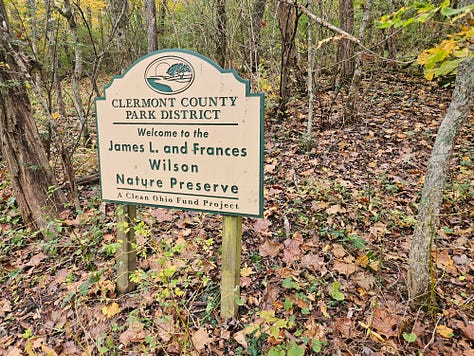 CLERMONT COUNTY
PARK DISTRICT
Welcome to the
James L. and Frances
Wilson
Nature Preserve
A Clean Ohio Fund Project